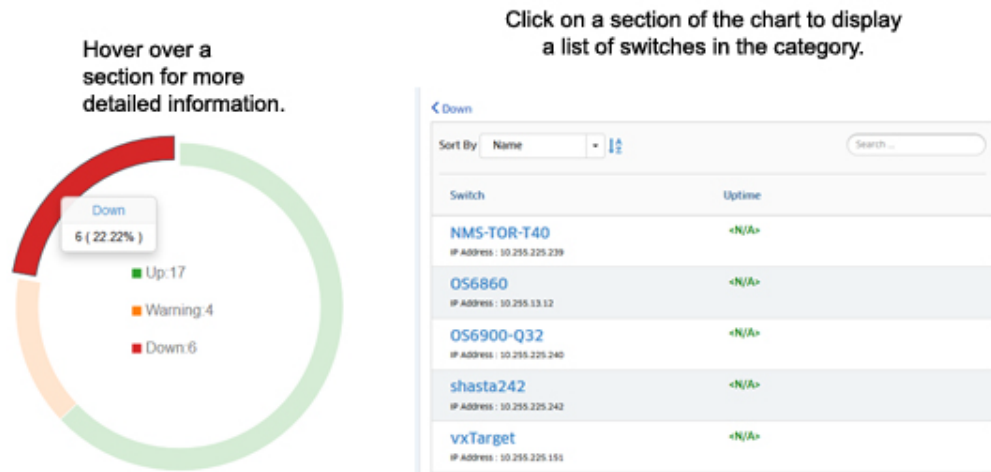 Hover over a
section for more
detailed information.
Down
6 ( 22.22% )
Up:17
Warning:4
Down:6
Click on a section of the chart to display
a list of switches in the category.
Down
Sort By Name
Search ...
Switch Uptime
NMS-TOR-T40 <N/A>
IP Address : 10.255.225.239
OS6860 <N/A>
IP Address : 10.255.13.12
OS6900-Q32 <N/A>
IP Address : 10.255.225.240
shasta242 <N/A>
IP Address : 10.255.225.242
vxTarget <N/A>
IP Address : 10.255.225.151